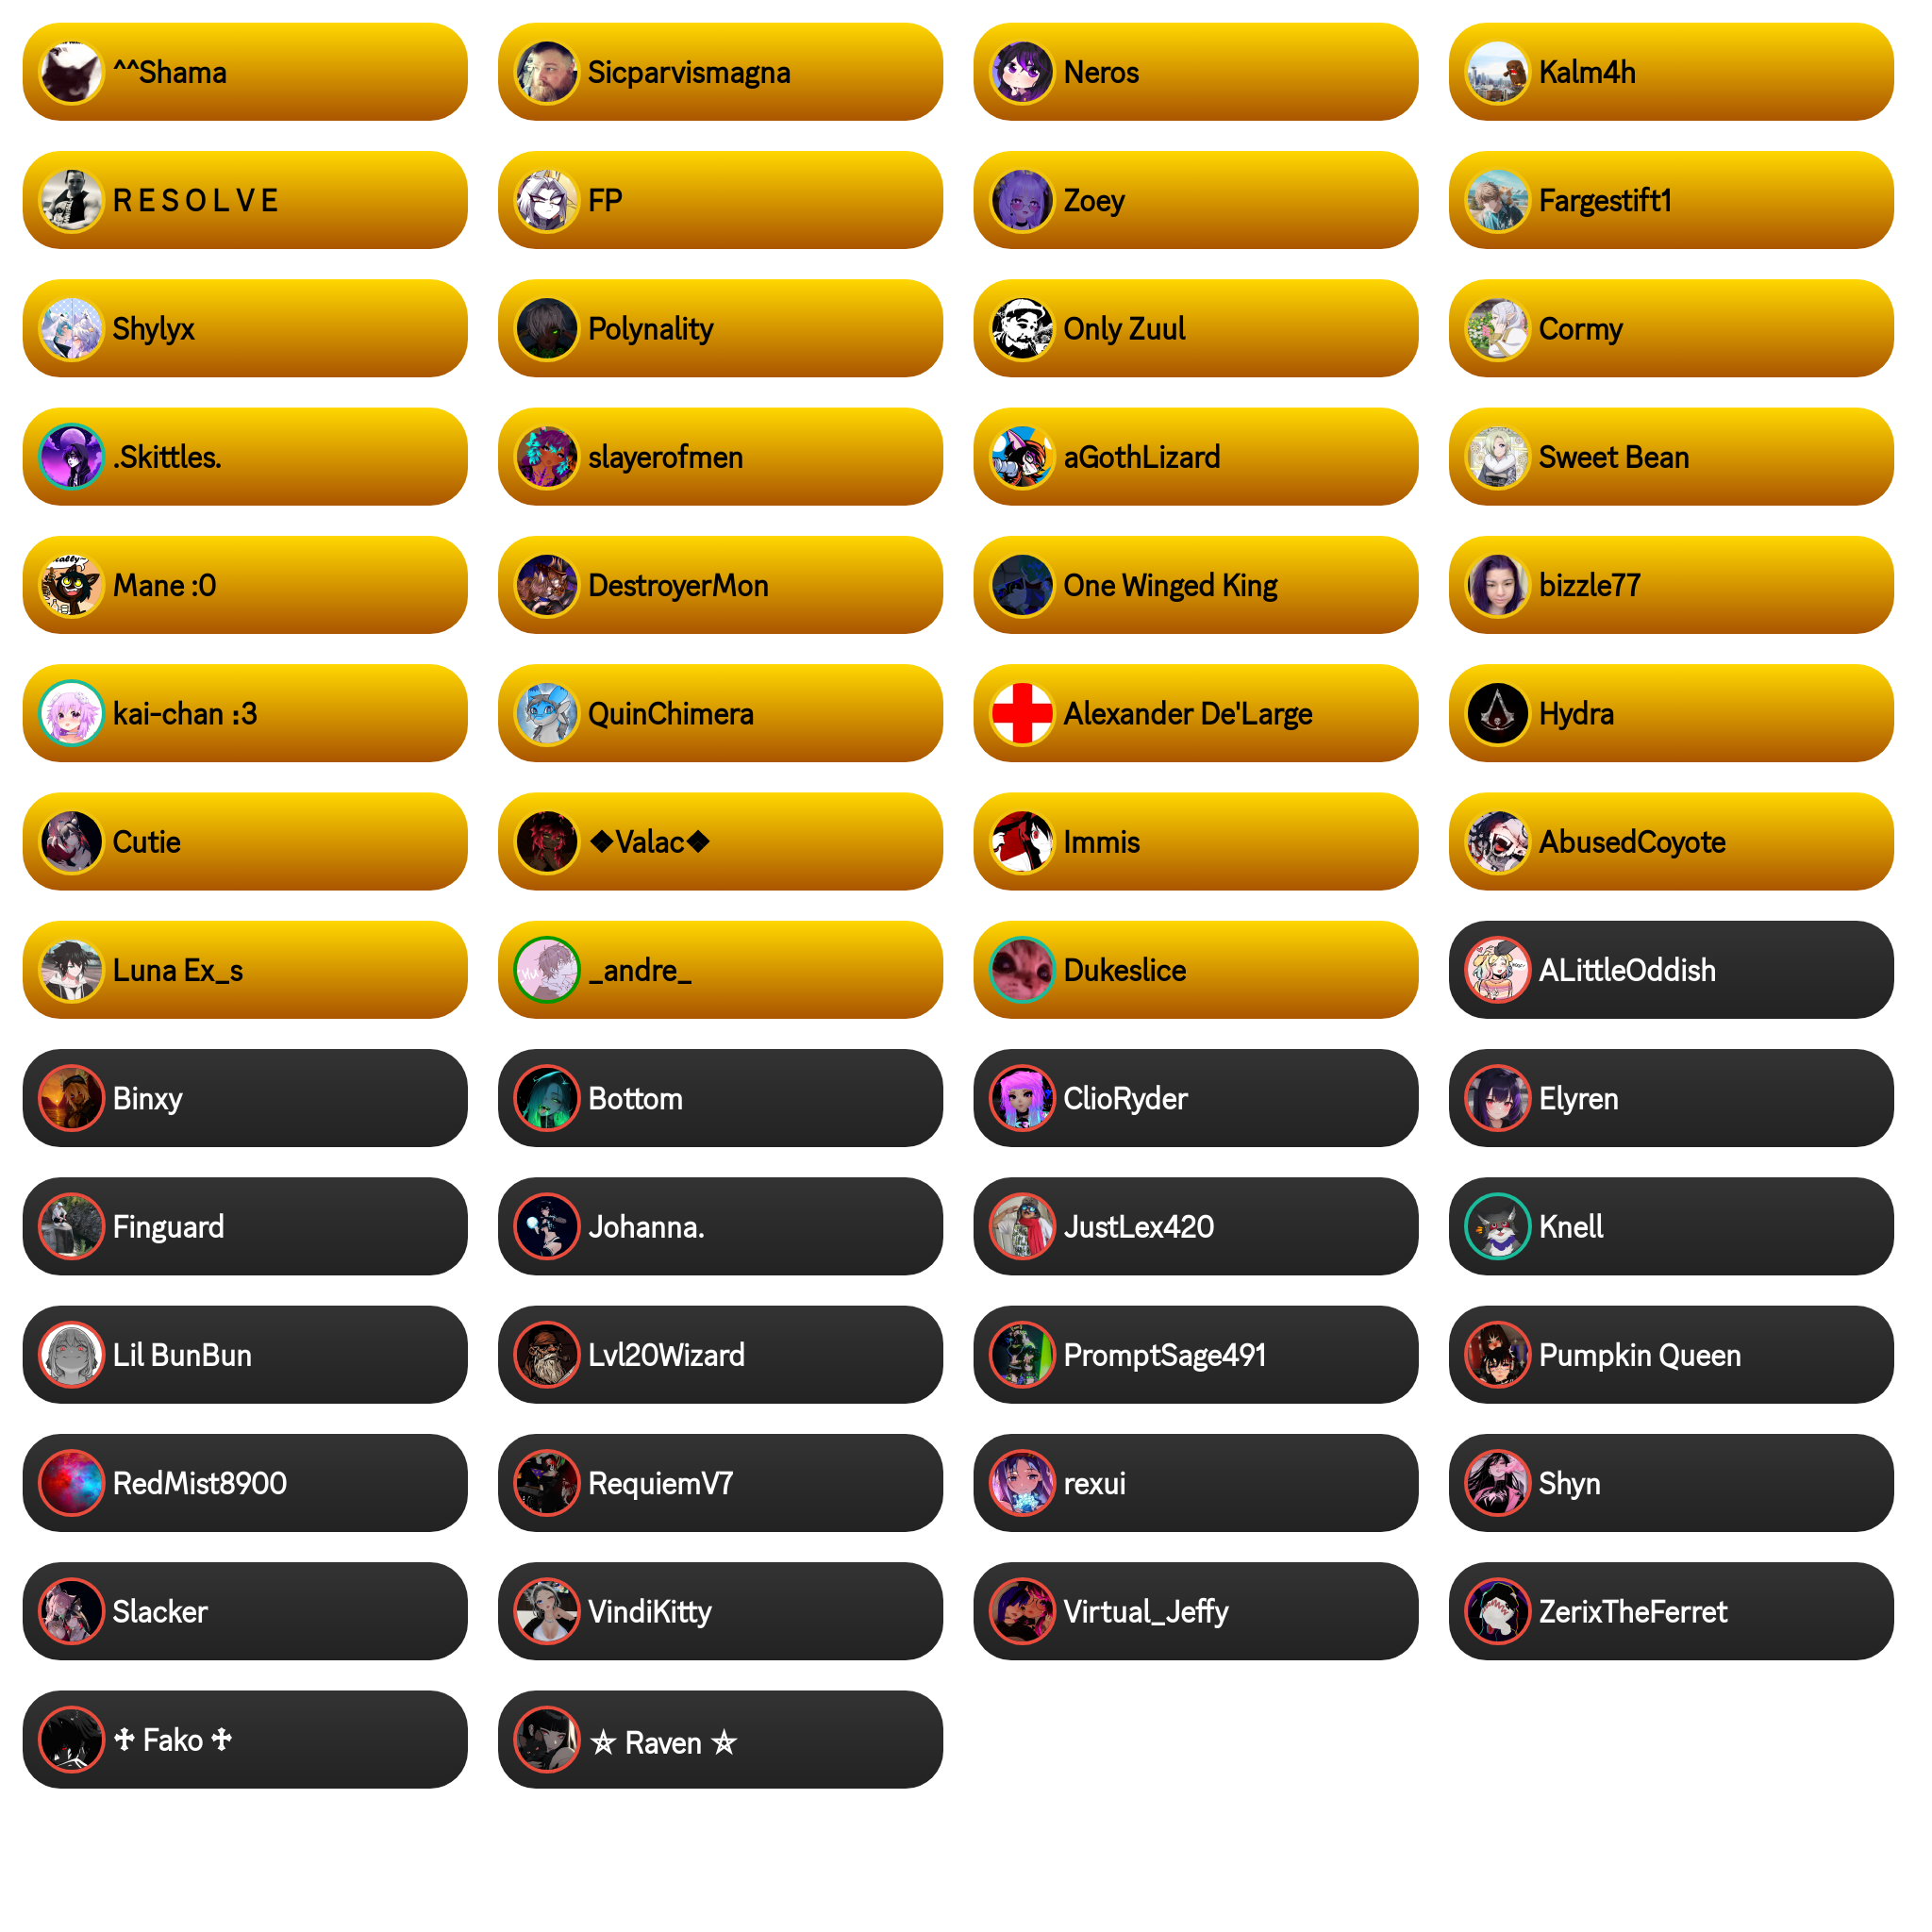 ^^Shama
Sicparvismagna
Neros
Kalm4h
R E S O L V E
FP
Zoey
Fargestift1
Shylyx
Polynality
Only Zuul
Cormy
.Skittles.
slayerofmen
aGothLizard
Sweet Bean
Mane :0
DestroyerMon
One Winged King
bizzle77
kai-chan :3
QuinChimera
Alexander De'Large
Hydra
Cutie
❖Valac❖
Immis
AbusedCoyote
Luna Ex_s
_andre_
Dukeslice
ALittleOddish
Binxy
Bottom
ClioRyder
Elyren
Finguard
Johanna.
JustLex420
Knell
Lil BunBun
Lvl20Wizard
PromptSage491
Pumpkin Queen
RedMist8900
RequiemV7
rexui
Shyn
Slacker
VindiKitty
Virtual_Jeffy
ZerixTheFerret
♱ Fako ♱
⛧ Raven ⛧